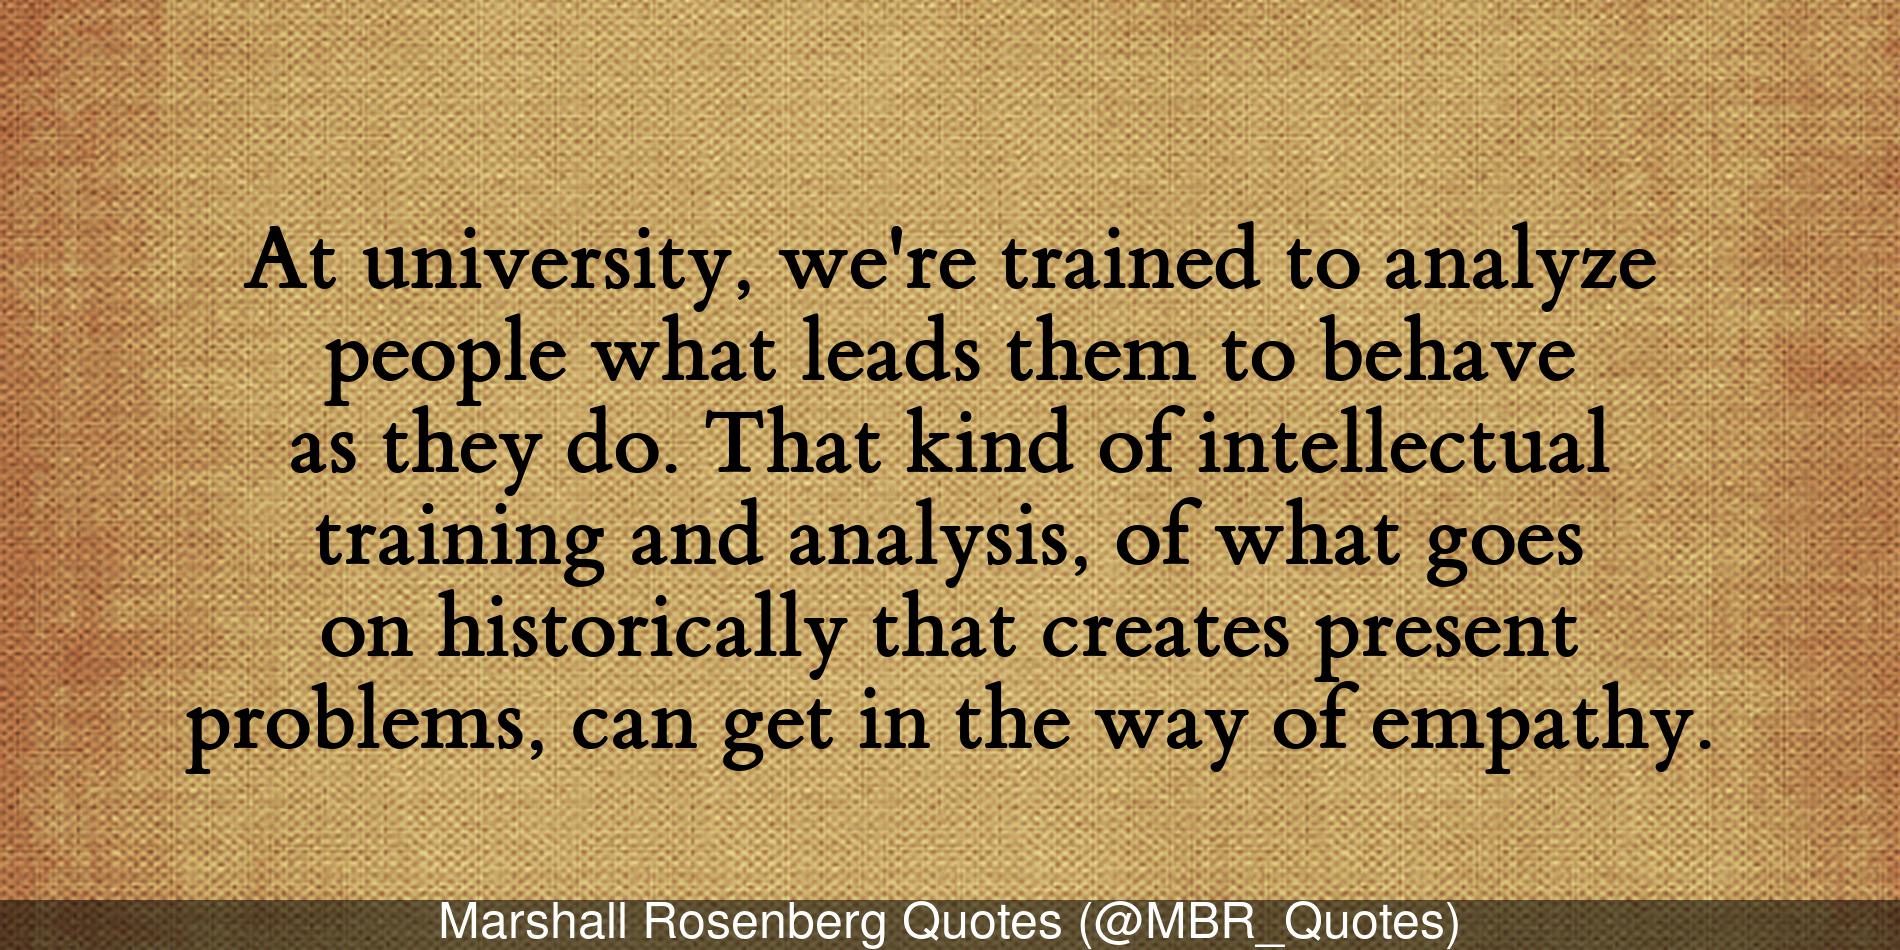 At university, we're trained to analyze
people what leads them to behave
as they do. That kind of intellectual
training and analysis, of what goes
on historically that creates present
problems, can get in the way of empathy.
Marshall Rosenberg Quotes (@MBR_Quotes)